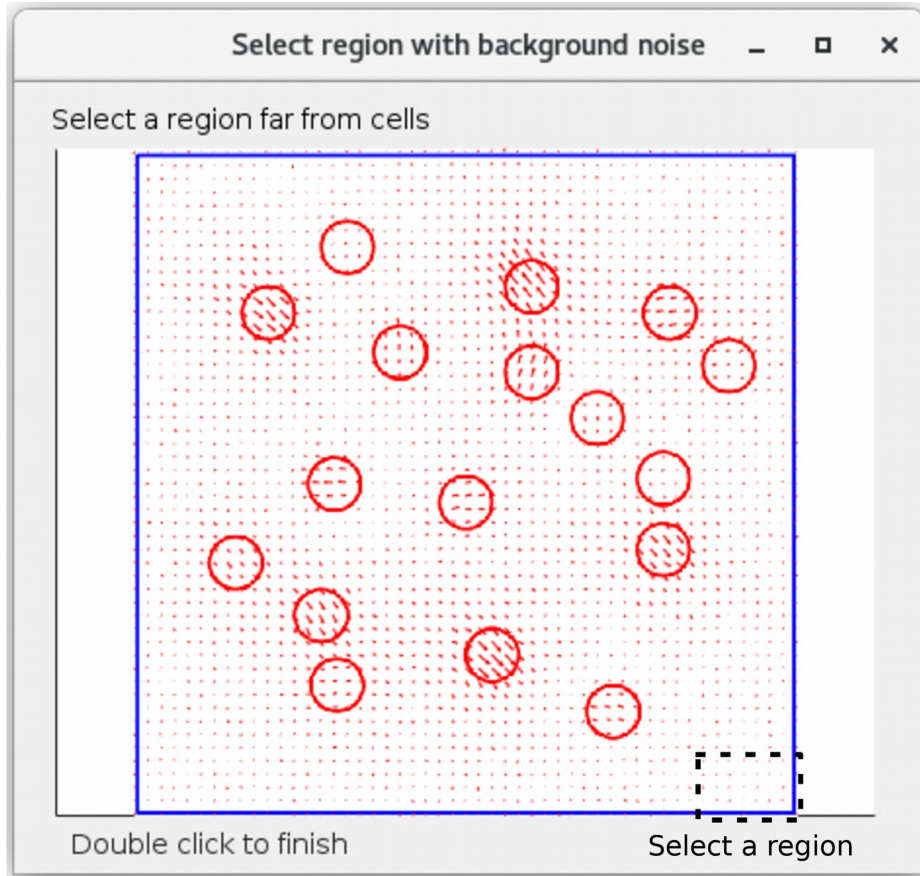 Select region with background noise
Select a region far from cells
Double click to finish
Select a region